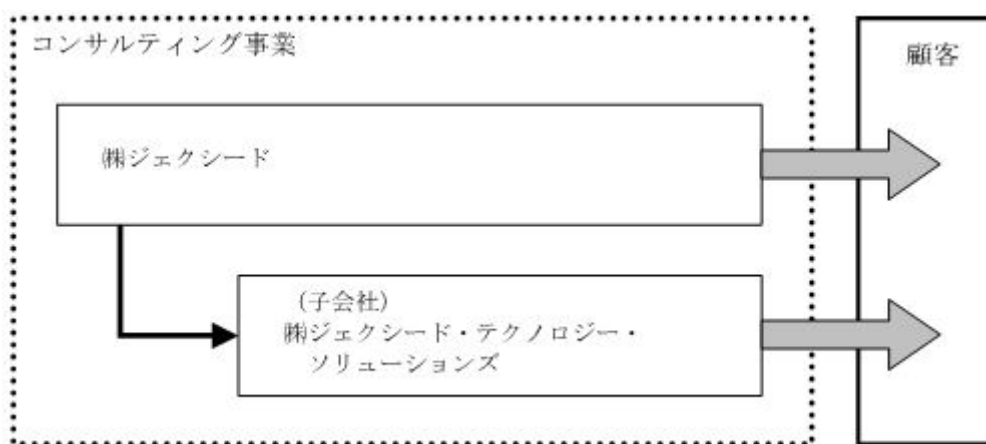 コンサルティング事業
顧客
㈱ジェクシード
(子会社)
㈱ジェクシード・テクノロジー・
ソリューションズ